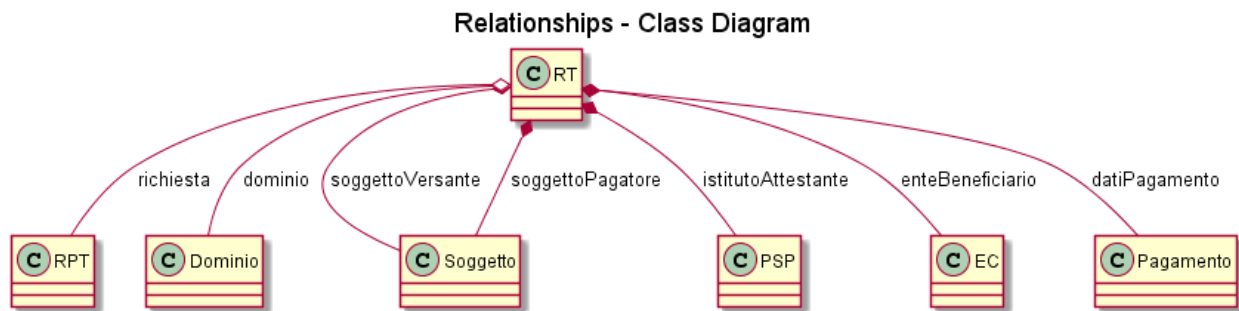 Relationships - Class Diagram
C RT
richiesta
dominio
soggettoVersante
soggettoPagatore
istitutoAttestante
enteBeneficiario
datiPagamento
C RPT
C Dominio
C Soggetto
C PSP
C EC
C Pagamento